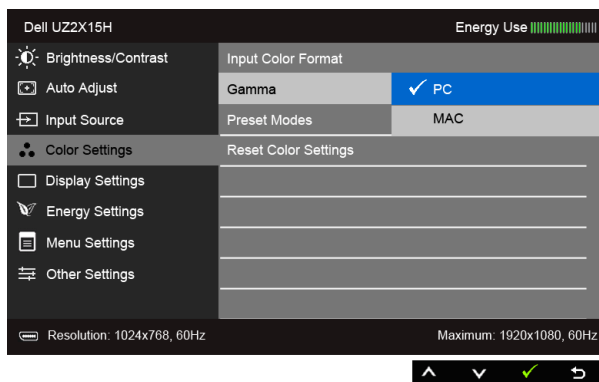 Dell UZ2X15H Energy Use
Brightness/Contrast Input Color Format
Auto Adjust Gamma PC
Input Source Preset Modes MAC
Color Settings Reset Color Settings
Display Settings
Energy Settings
Menu Settings
Other Settings
Resolution: 1024x768, 60Hz Maximum: 1920x1080, 60Hz